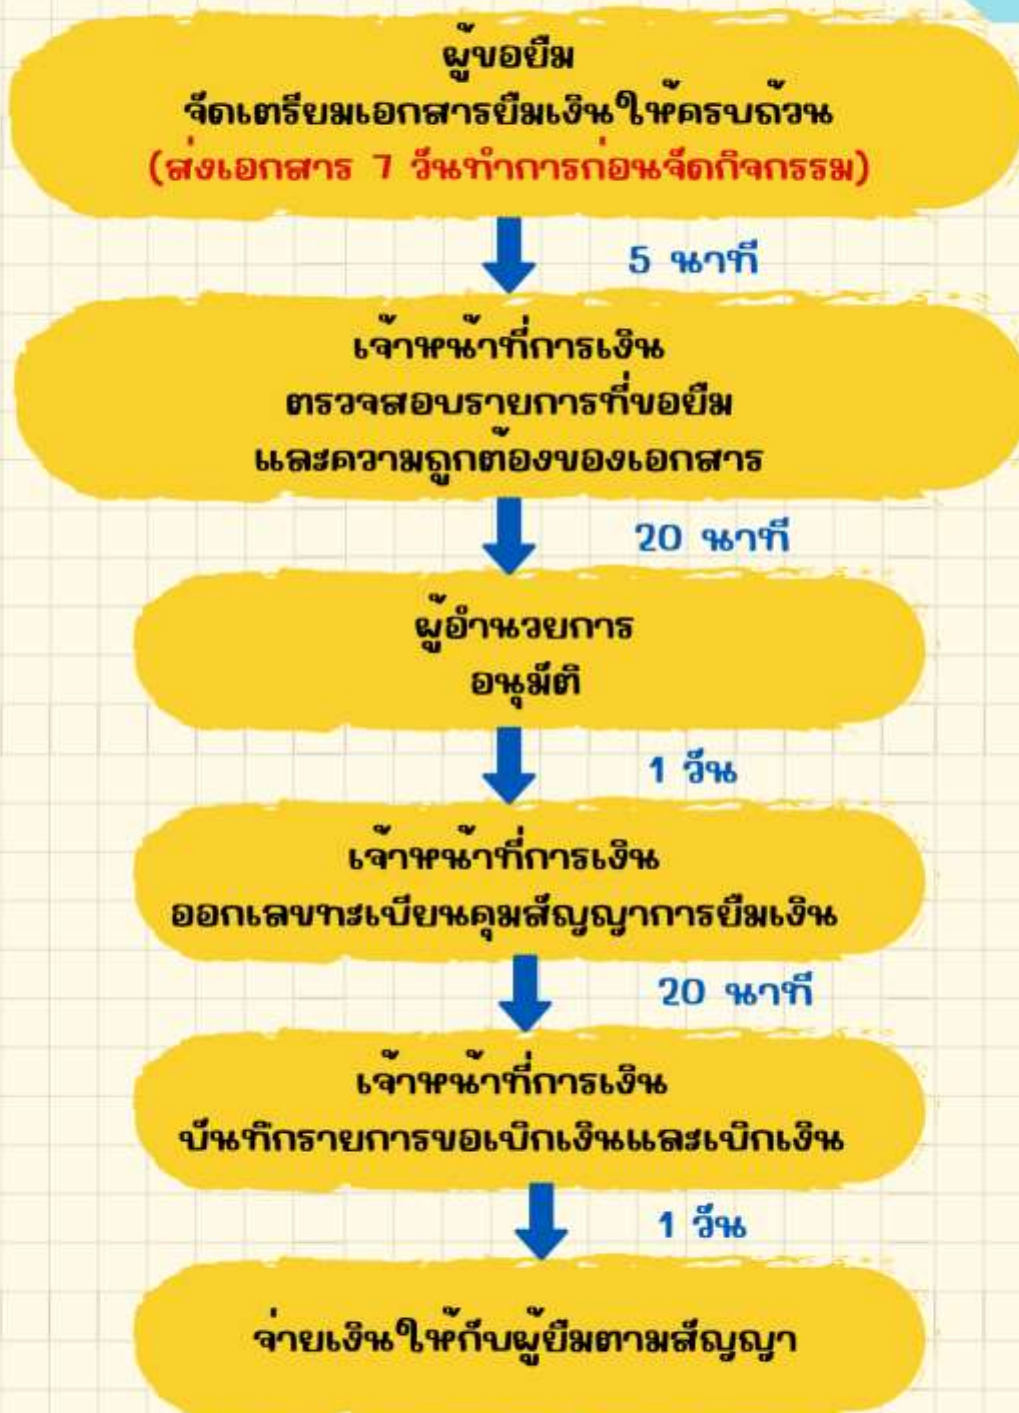 ผู้ขอยืม
จัดเตรียมเอกสารยืมเงินให้ครบถ้วน
(ส่งเอกสาร 7 วันทำการก่อนจัดกิจกรรม)
5 นาที
เจ้าหน้าที่การเงิน
ตรวจสอบรายการที่ขอยืม
และความถูกต้องของเอกสาร
20 นาที
ผู้อำนวยการ
อนุมัติ
1 วัน
เจ้าหน้าที่การเงิน
ออกเลขทะเบียนคุมสัญญาการยืมเงิน
20 นาที
เจ้าหน้าที่การเงิน
บันทึกรายการขอเบิกเงินและเบิกเงิน
1 วัน
จ่ายเงินให้กับผู้ยืมตามสัญญา